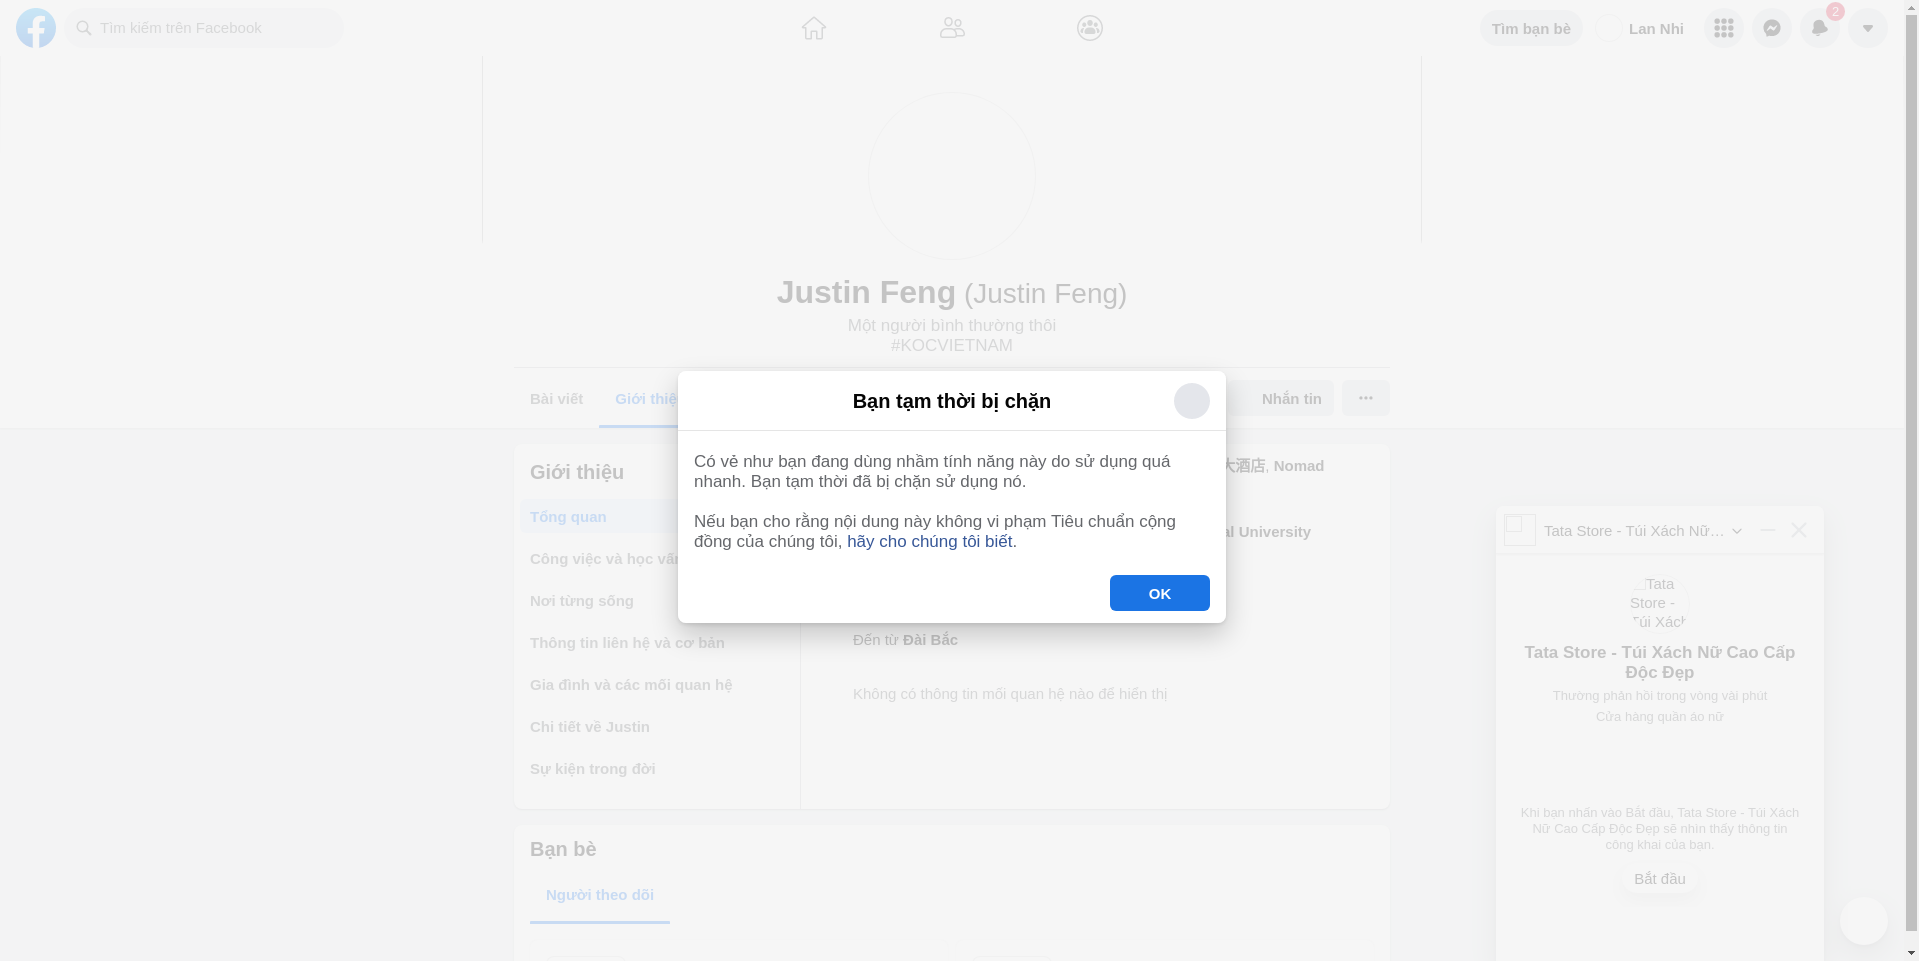 Tìm kiếm trên Facebook
Tìm bạn bè
Lan Nhi
2
Justin Feng (Justin Feng)
Một người bình thường thôi
#KOCVIETNAM
Bài viết
Nhắn tin
Bạn tạm thời bị chặn
Có vẻ như bạn đang dùng nhầm tính năng này do sử dụng quá
nhanh. Bạn tạm thời đã bị chặn sử dụng nó.
Nếu bạn cho rằng nội dung này không vi phạm Tiêu chuẩn cộng
đồng của chúng tôi, hãy cho chúng tôi biết.
OK
Giới thiệu
Tổng quan
Công việc và học vấn
Nơi từng sống
Thông tin liên hệ và cơ bản
Gia đình và các mối quan hệ
Chi tiết về Justin
Sự kiện trong đời
大酒店, Nomad
University
Đến từ Đài Bắc
Không có thông tin mối quan hệ nào để hiển thị
Bạn bè
Người theo dõi
Tata Store - Túi Xách Nữ…
Tata
Store -
Túi Xách
Tata Store - Túi Xách Nữ Cao Cấp
Độc Đẹp
Thường phản hồi trong vòng vài phút
Cửa hàng quần áo nữ
Khi bạn nhấn vào Bắt đầu, Tata Store - Túi Xách
Nữ Cao Cấp Độc Đẹp sẽ nhìn thấy thông tin
công khai của bạn.
Bắt đầu